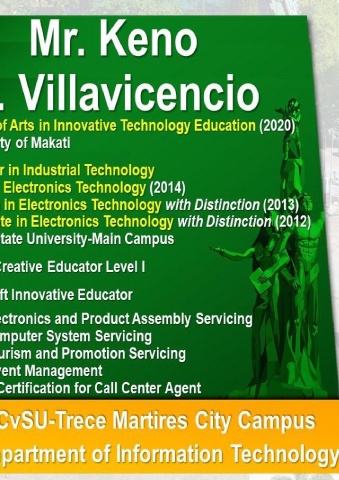 Mr. Keno
. Villavicencio
of Arts in Innovative Technology Education (2020)
ty of Makati
r in Industrial Technology
Electronics Technology (2014)
in Electronics Technology with Distinction (2013)
te in Electronics Technology with Distinction (2012)
tate University-Main Campus
Creative Educator Level I
ft Innovative Educator
ectronics and Product Assembly Servicing
mputer System Servicing
urism and Promotion Servicing
vent Management
Certification for Call Center Agent
CvSU-Trece Martires City Campus
partment of Information Technology